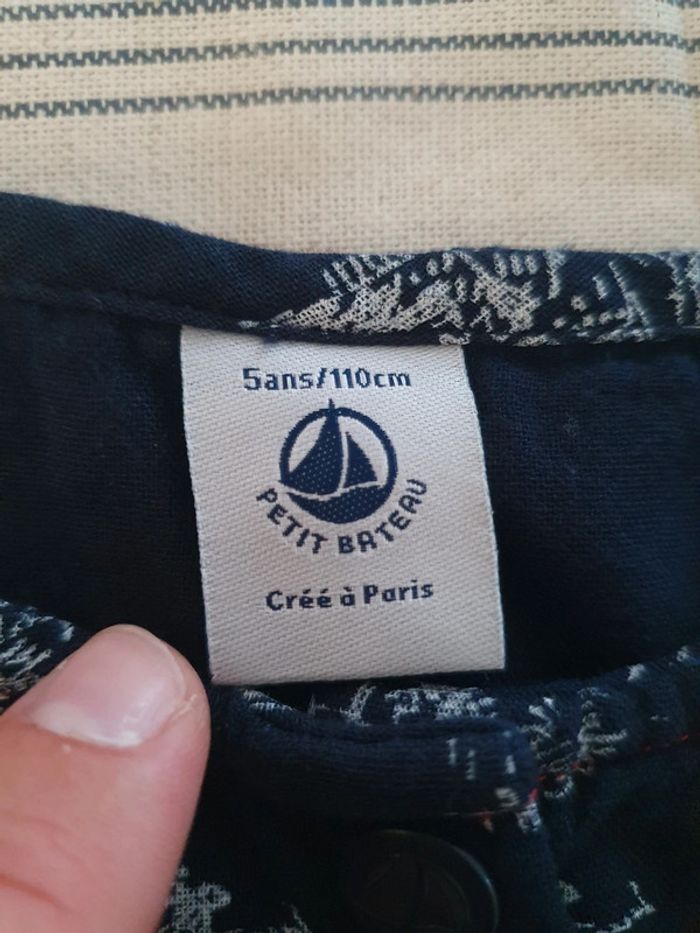 5ans/110cm
PETIT BATEAU
Créé à Paris